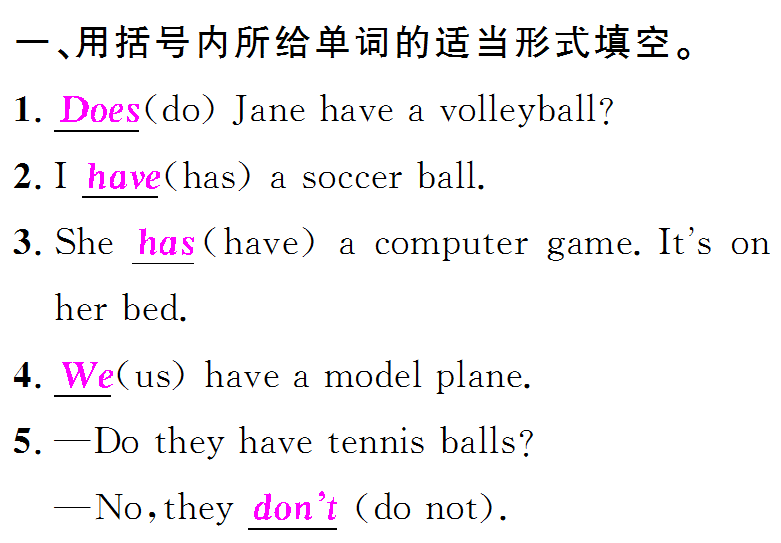 一、用括号内所给单词的适当形式填空。
1. Does(do) Jane have a volleyball?
2. I have(has) a soccer ball.
3. She has(have) a computer game. It's on
her bed.
4. We(us) have a model plane.
5. —Do they have tennis balls?
—No,they don't (do not).